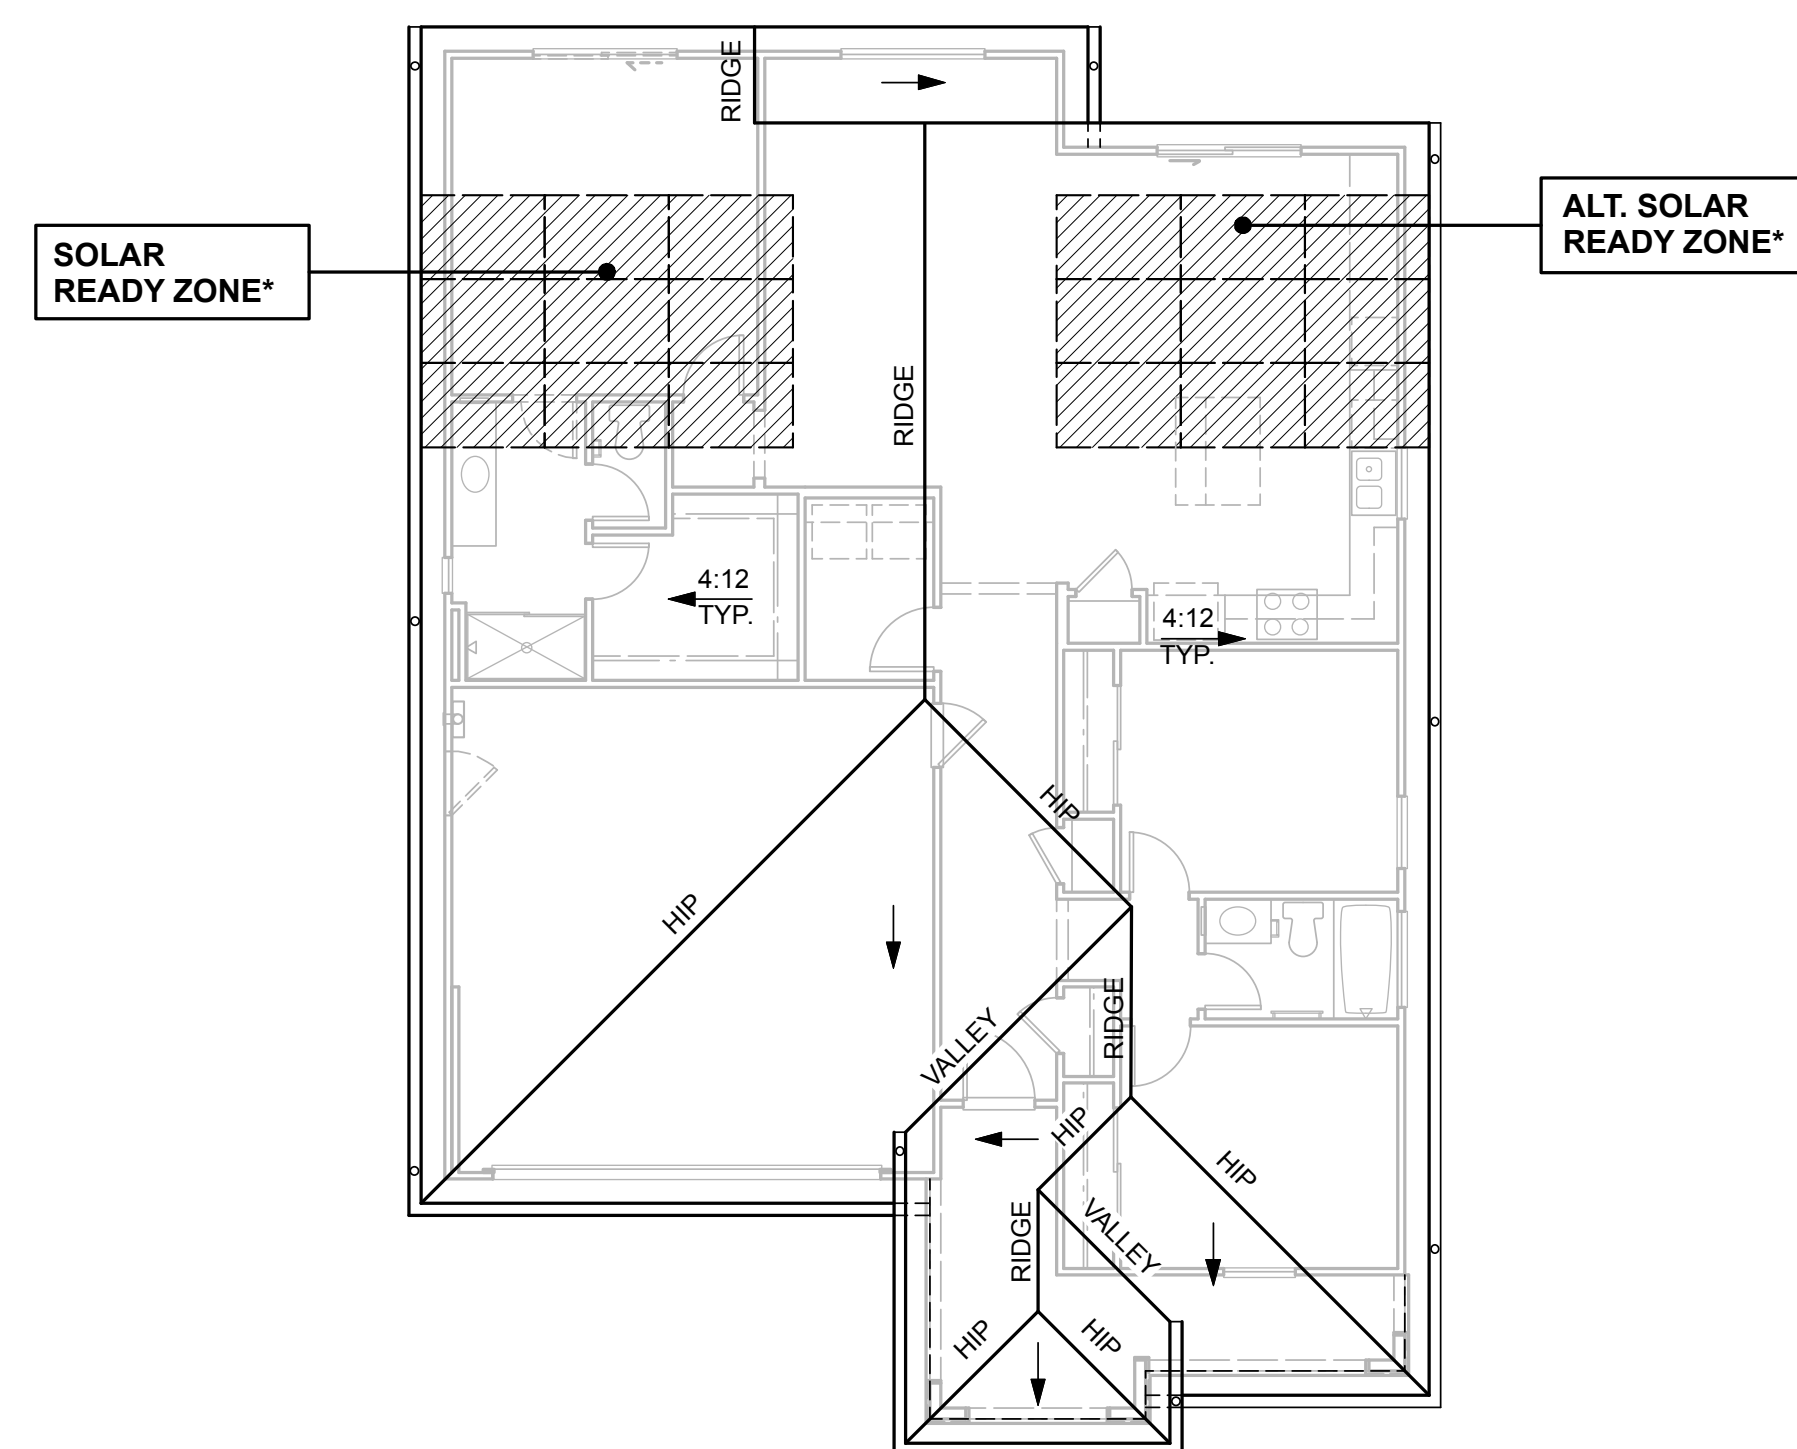 RIDGE
ALT. SOLAR
READY ZONE*
SOLAR
READY ZONE*
RIDGE
4:12
TYP.
4:12
TYP.
HIP
HIP
RIDGE
VALLEY
HIP
HIP
RIDGE
VALLEY
HIP
HIP